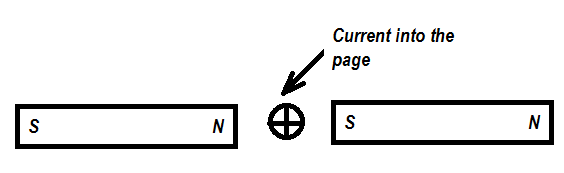 Current into the
page
S N S N